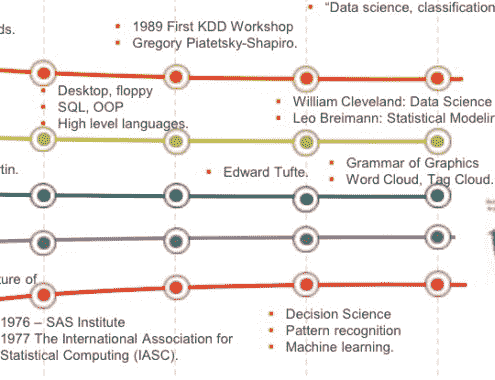 "Data science, classification
ds.
1989 First KDD Workshop
Gregory Piatetsky-Shapiro.
Desktop, floppy
SQL, OOP
High level languages.
William Cleveland: Data Science
Leo Breimann: Statistical Modelin
tin.
Edward Tufte.
Grammar of Graphics
Word Cloud, Tag Cloud.
ture of
1976 – SAS Institute
1977 The International Association for
Statistical Computing (IASC).
Decision Science
Pattern recognition
Machine learning.